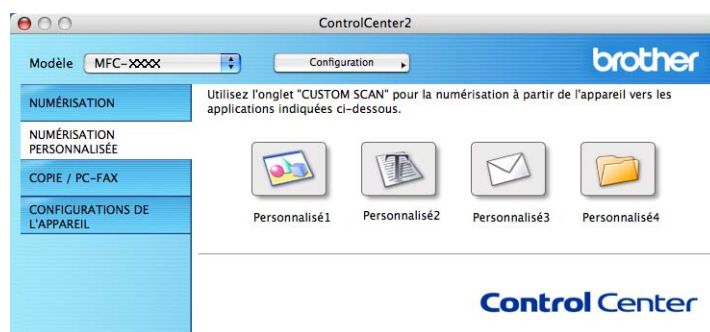 ControlCenter2
Modèle MFC-XXXX Configuration brother
NUMÉRISATION
NUMÉRISATION
PERSONNALISÉE
COPIE / PC-FAX
CONFIGURATIONS DE
L'APPAREIL
Utilisez l'onglet "CUSTOM SCAN" pour la numérisation à partir de l'appareil vers les
applications indiquées ci-dessous.
Personnalisé1 Personnalisé2 Personnalisé3 Personnalisé4
Control Center